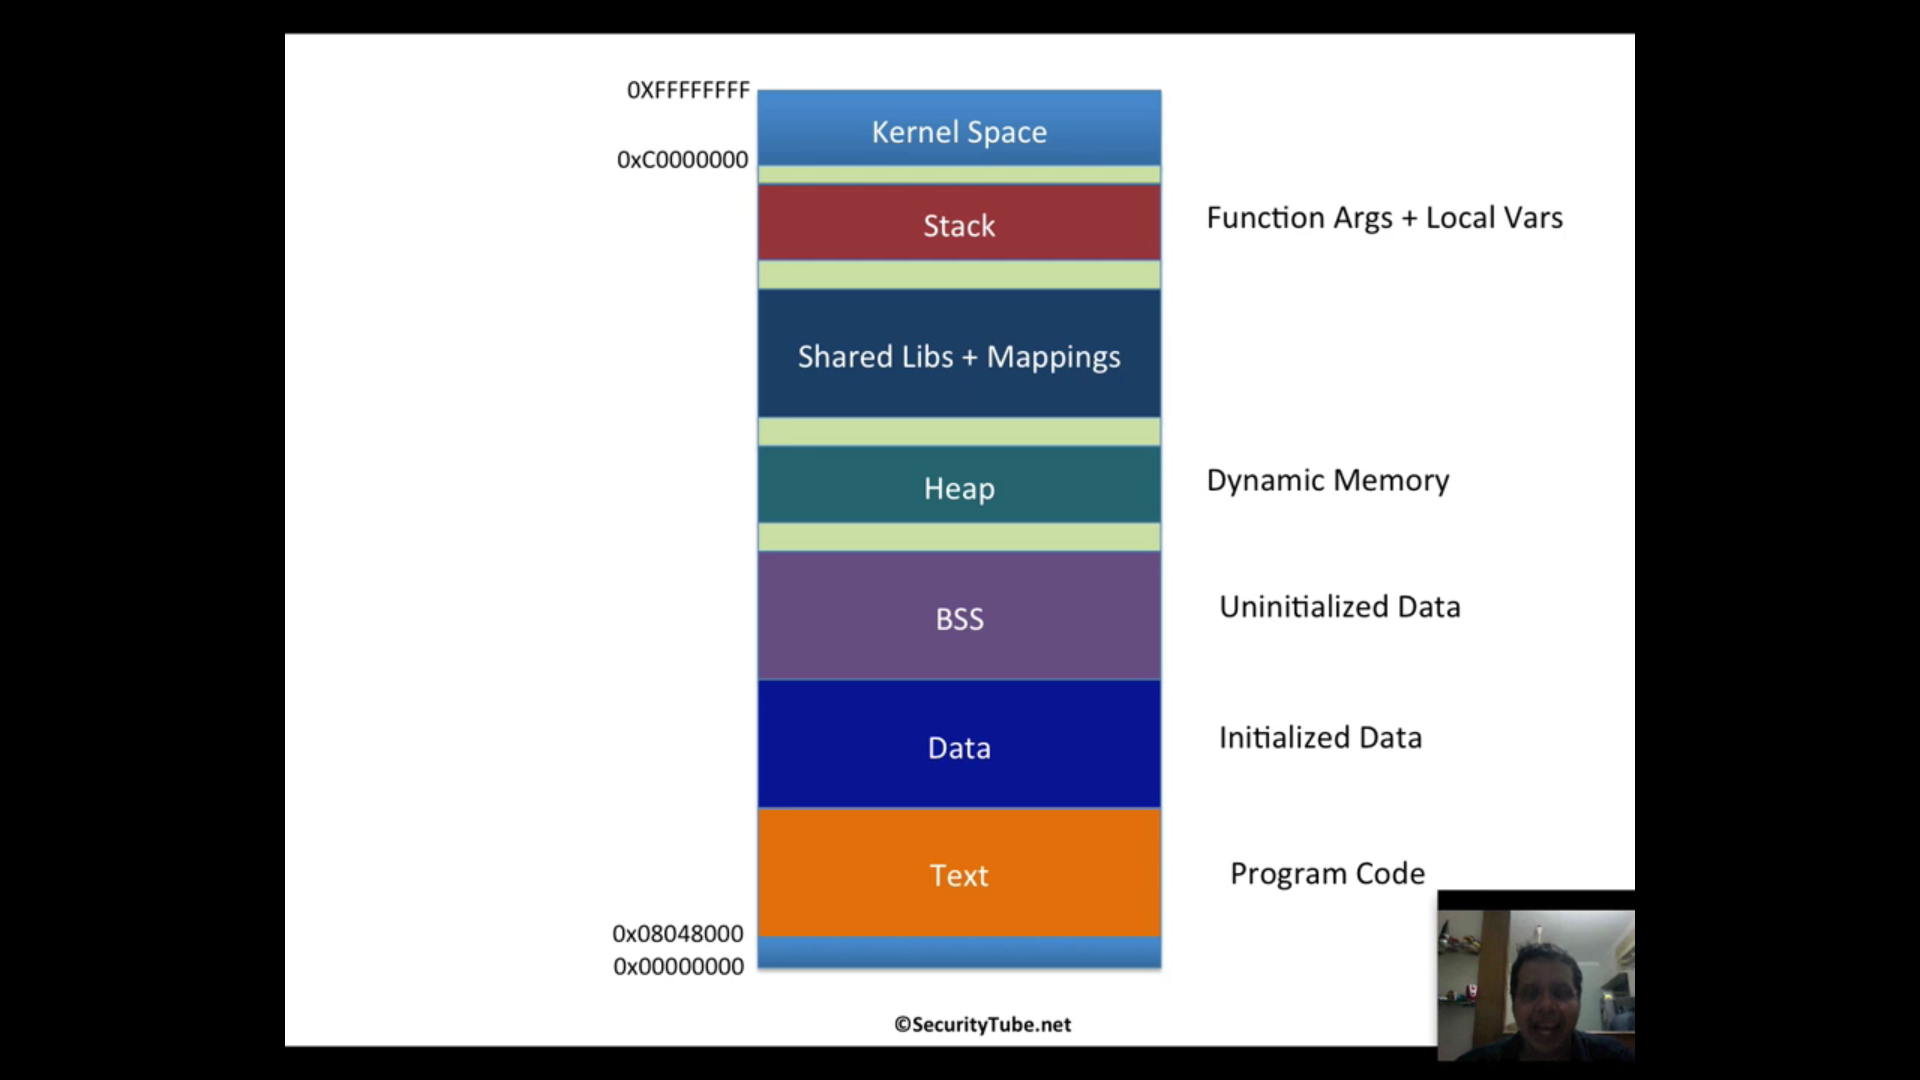 0XFFFFFFFF
Kernel Space
0xC0000000
Stack
Function Args + Local Vars
Shared Libs + Mappings
Heap
Dynamic Memory
BSS
Uninitialized Data
Data
Initialized Data
Text
Program Code
0x08048000
0x00000000
©SecurityTube.net